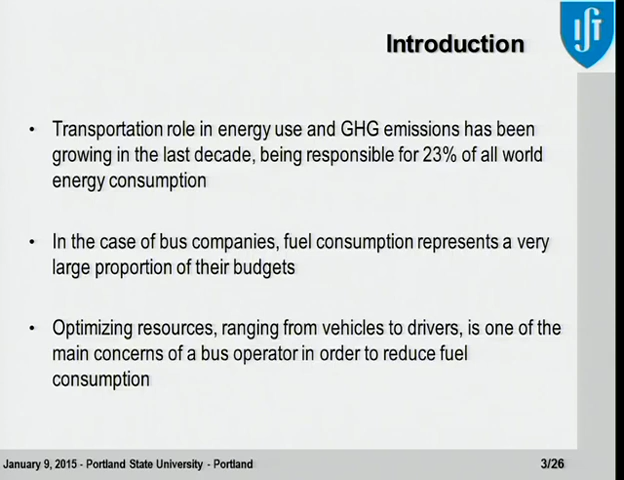 Introduction
IST
• Transportation role in energy use and GHG emissions has been
growing in the last decade, being responsible for 23% of all world
energy consumption
• In the case of bus companies, fuel consumption represents a very
large proportion of their budgets
• Optimizing resources, ranging from vehicles to drivers, is one of the
main concerns of a bus operator in order to reduce fuel
consumption
January 9, 2015 - Portland State University - Portland
3/26